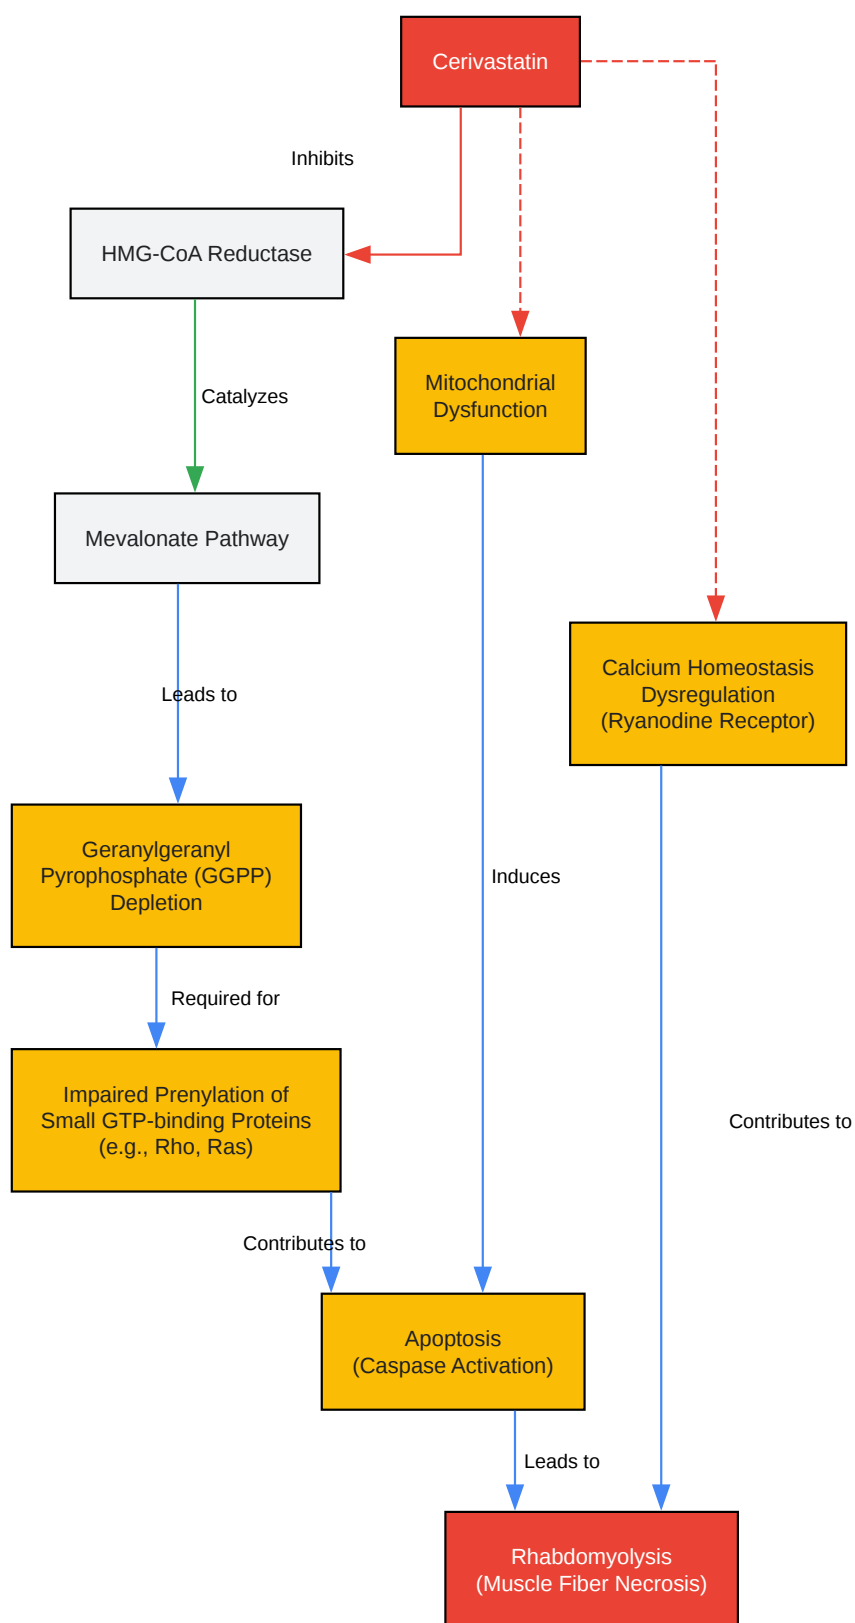 Cerivastatin
Inhibits
HMG-CoA Reductase
Mitochondrial
Dysfunction
Catalyzes
Mevalonate Pathway
Calcium Homeostasis
Dysregulation
(Ryanodine Receptor)
Leads to
Geranylgeranyl
Pyrophosphate (GGPP)
Depletion
Induces
Required for
Impaired Prenylation of
Small GTP-binding Proteins
(e.g., Rho, Ras)
Contributes to
Contributes to
Apoptosis
(Caspase Activation)
Leads to
Rhabdomyolysis
(Muscle Fiber Necrosis)